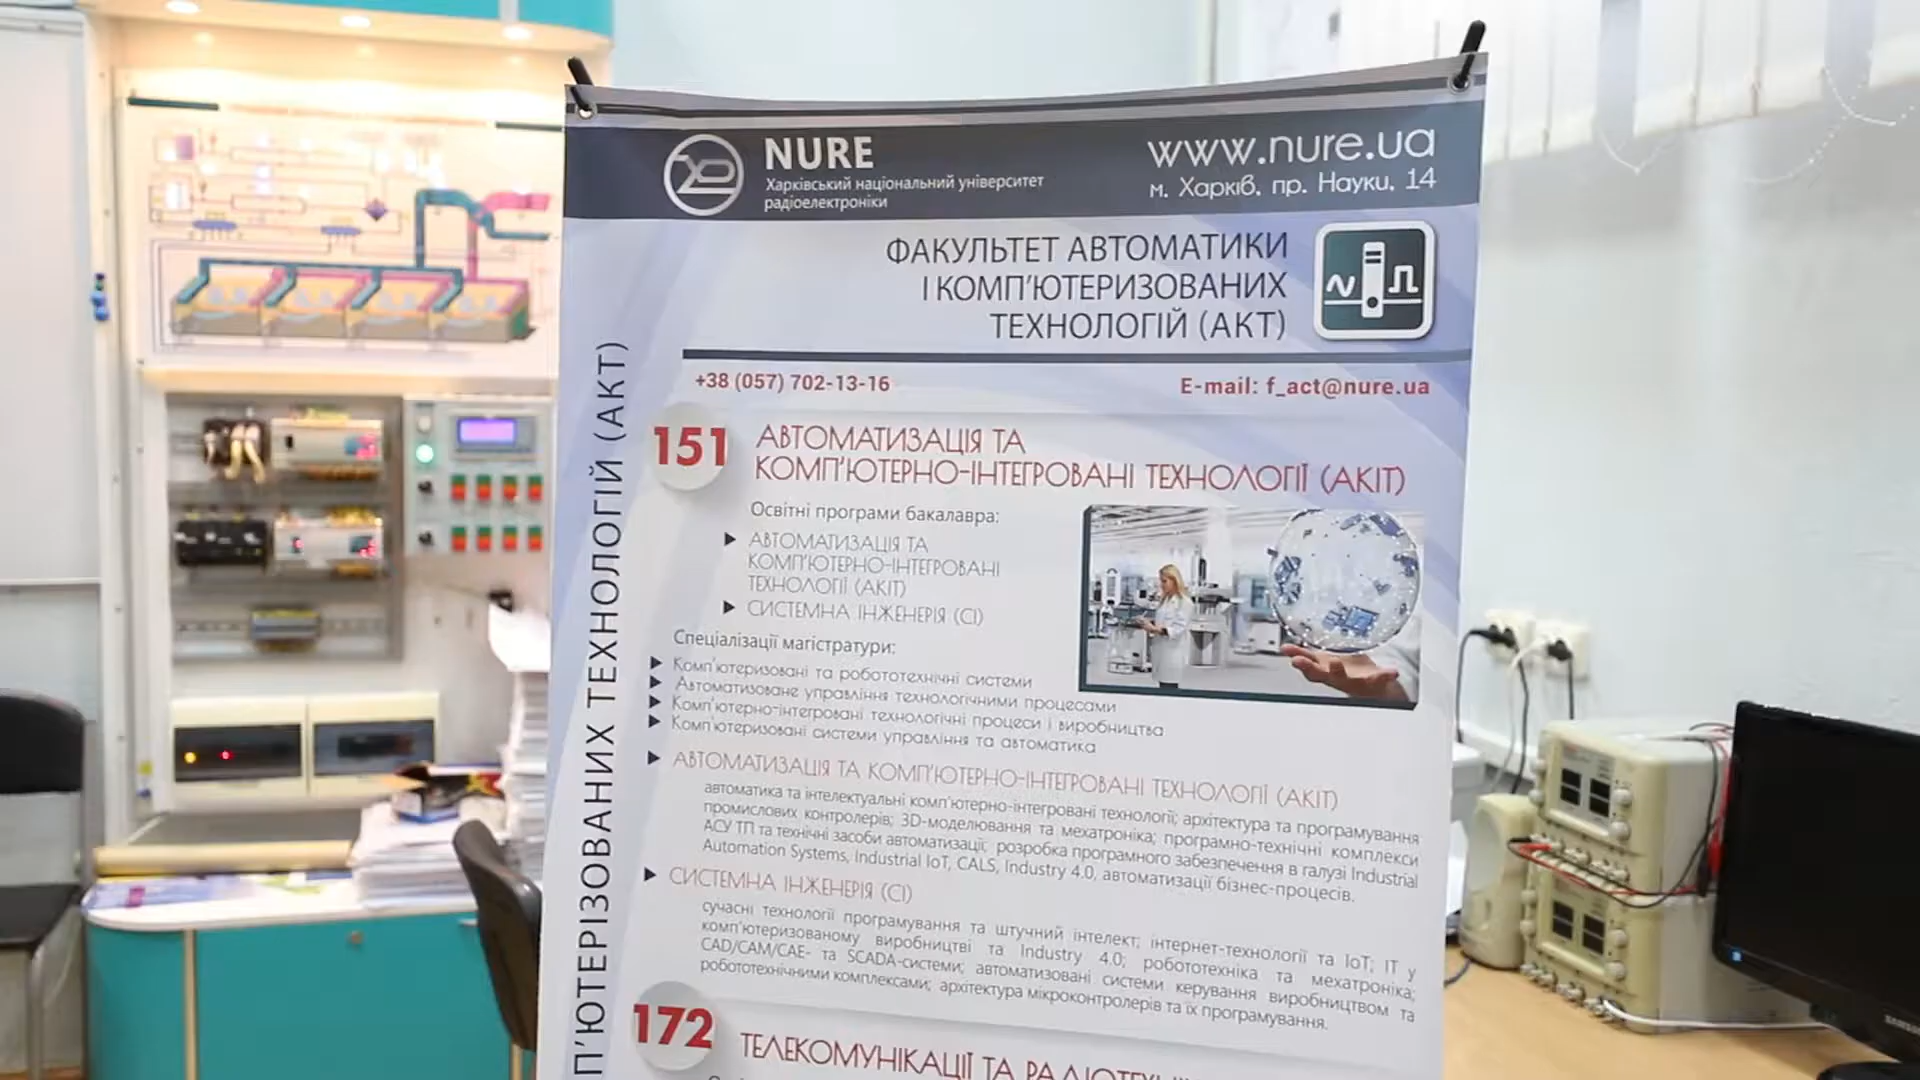 NURE
Харківський національний університет
радіоелектроніки
www.nure.ua
м. Харків, пр. Науки, 14
ФАКУЛЬТЕТ АВТОМАТИКИ
І КОМП'ЮТЕРИЗОВАНИХ
ТЕХНОЛОГІЙ (АКТ)
+38 (057) 702-13-16
E-mail: f_act@nure.ua
151
АВТОМАТИЗАЦІЯ ТА
КОМП'ЮТЕРНО-ІНТЕГРОВАНІ ТЕХНОЛОГІЇ (АКІТ)
Освітні програми бакалавра:
АВТОМАТИЗАЦІЯ ТА
КОМП'ЮТЕРНО-ІНТЕГРОВАНІ
ТЕХНОЛОГІЇ (АКІТ)
СИСТЕМНА ІНЖЕНЕРІЯ (СІ)
Спеціалізації магістратури:
Комп'ютеризовані та робототехнічні системи
Автоматизоване управління технологічними процесами
Комп'ютерно-інтегровані технологічні процеси і виробництва
Комп'ютеризовані системи управління та автоматика
АВТОМАТИЗАЦІЯ ТА КОМП'ЮТЕРНО-ІНТЕГРОВАНІ ТЕХНОЛОГІЇ (АКІТ)
автоматика та інтелектуальні комп'ютерно-інтегровані технології; архітектура та програмування
промислових контролерів; 3D-моделювання та мехатроніка; програмно-технічні комплекси
АСУ ТП та технічні засоби автоматизації; розробка програмного забезпечення в галузі Industrial
Automation Systems, Industrial IoT, CALS, Industry 4.0, автоматизації бізнес-процесів.
СИСТЕМНА ІНЖЕНЕРІЯ (СІ)
сучасні технології програмування та штучний інтелект; інтернет-технології та IoT; ІТ у
комп'ютеризованому виробництві та Industry 4.0; робототехніка та мехатроніка;
CAD/CAM/CAE- та SCADA-системи; автоматизовані системи керування виробництвом та
робототехнічними комплексами; архітектура мікроконтролерів та їх програмування.
172
ТЕЛЕКОМУНІКАЦІЇ ТА
П'ЮТЕРІЗОВАНИХ ТЕХНОЛОГІЙ (АКТ)
SAMSUNG